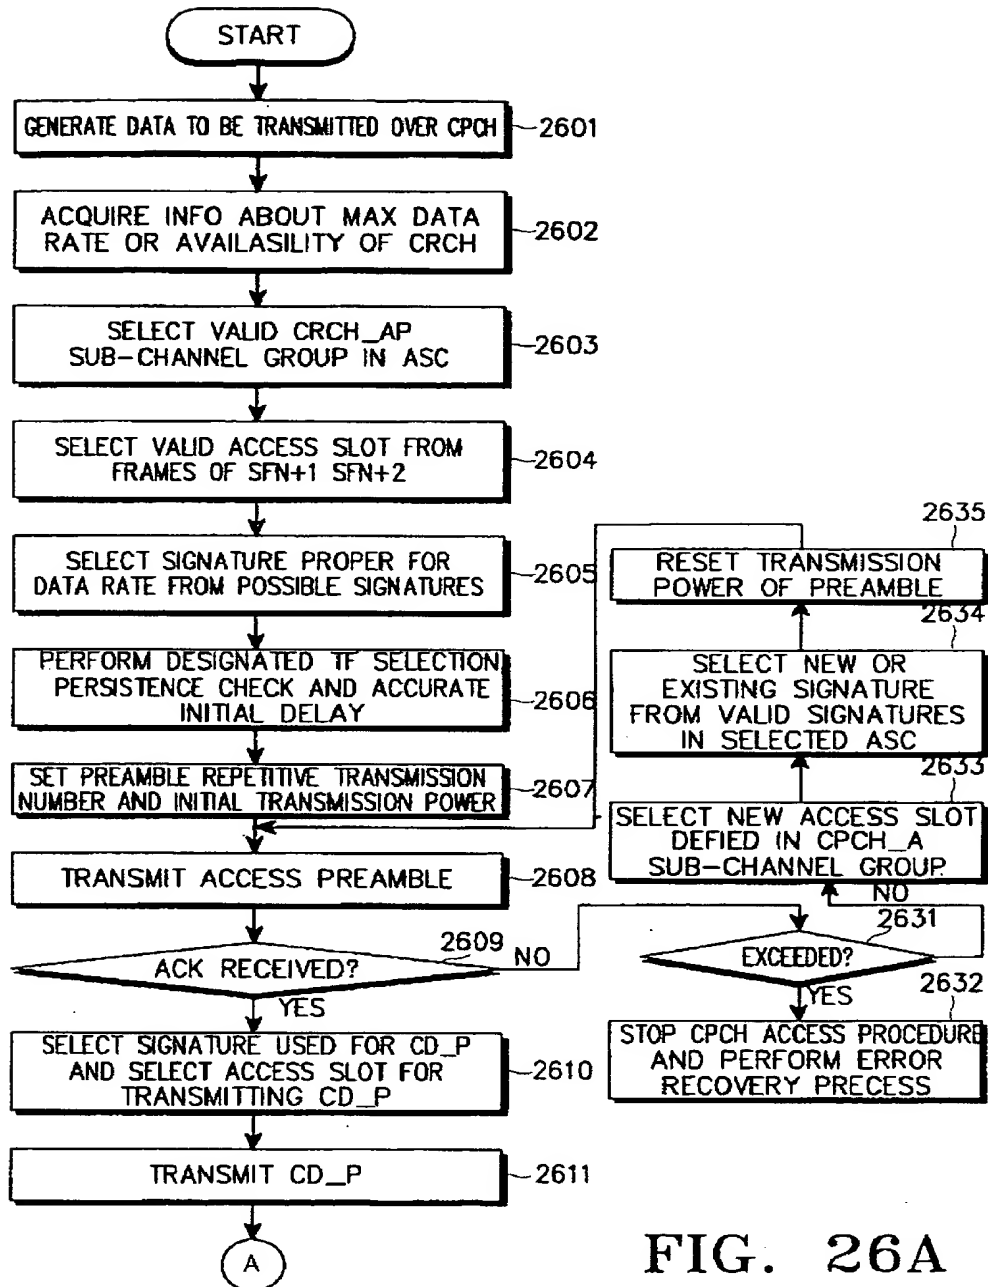 START
GENERATE DATA TO BE TRANSMITTED OVER CPCH
2601
ACQUIRE INFO ABOUT MAX DATA
RATE OR AVAILASILITY OF CRCH
2602
SELECT VALID CRCH_AP
SUB-CHANNEL GROUP IN ASC
2603
SELECT VALID ACCESS SLOT FROM
FRAMES OF SFN+1 SFN+2
2604
SELECT SIGNATURE PROPER FOR
DATA RATE FROM POSSIBLE SIGNATURES
2605
PERFORM DESIGNATED TF SELECTION,
PERSISTENCE CHECK AND ACCURATE
INITIAL DELAY
2606
SET PREAMBLE REPETITIVE TRANSMISSION
NUMBER AND INITIAL TRANSMISSION POWER
2607
TRANSMIT ACCESS PREAMBLE
2608
ACK RECEIVED?
2609
NO
YES
SELECT SIGNATURE USED FOR CD_P
AND SELECT ACCESS SLOT FOR
TRANSMITTING CD_P
2610
TRANSMIT CD_P
2611
A
2635
RESET TRANSMISSION
POWER OF PREAMBLE
2634
SELECT NEW OR
EXISTING SIGNATURE
FROM VALID SIGNATURES
IN SELECTED ASC
2633
SELECT NEW ACCESS SLOT
DEFIED IN CPCH_A
SUB-CHANNEL GROUP.
NO
2631
EXCEEDED?
YES
2632
STOP CPCH ACCESS PROCEDURE
AND PERFORM ERROR
RECOVERY PRECESS
FIG. 26A